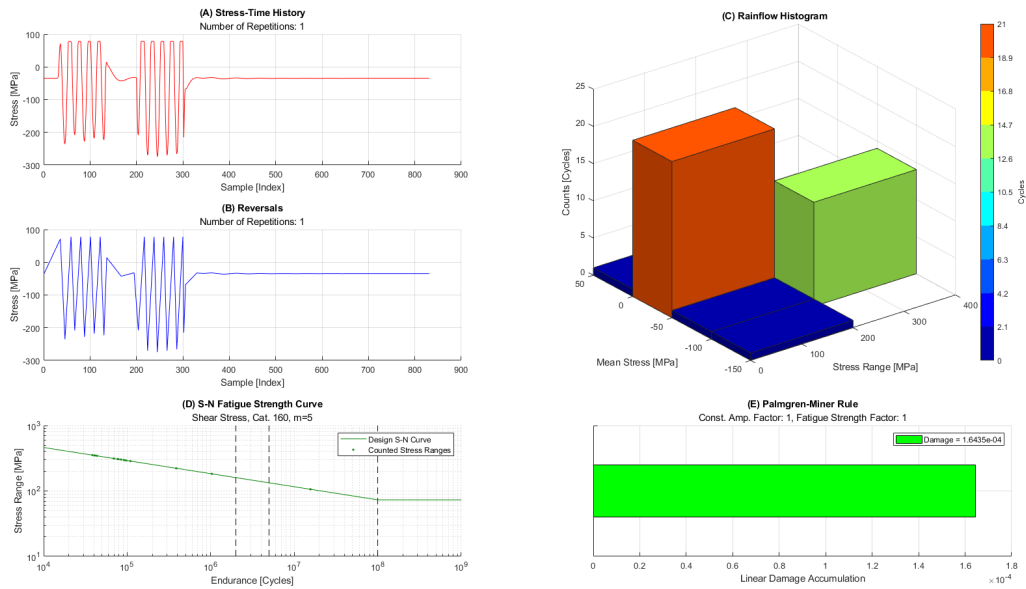 (A) Stress-Time History
Number of Repetitions: 1
100
0
-100
-200
-300
Stress [MPa]
0 100 200 300 400 500 600 700 800 900
Sample [Index]
(B) Reversals
Number of Repetitions: 1
100
0
-100
-200
-300
Stress [MPa]
0 100 200 300 400 500 600 700 800 900
Sample [Index]
(C) Rainflow Histogram
25
20
15
10
5
0
Counts [Cycles]
50
0
-50
-100
-150
Mean Stress [MPa]
0
100
200
300
400
Stress Range [MPa]
21
18.9
16.8
14.7
12.6
10.5
8.4
6.3
4.2
2.1
0
Cycles
(D) S-N Fatigue Strength Curve
Shear Stress, Cat. 160, m=5
10³
10²
10¹
Stress Range [MPa]
Design S-N Curve
Counted Stress Ranges
10⁴ 10⁵ 10⁶ 10⁷ 10⁸ 10⁹
Endurance [Cycles]
(E) Palmgren-Miner Rule
Const. Amp. Factor: 1, Fatigue Strength Factor: 1
Damage = 1.6435e-04
0 0.2 0.4 0.6 0.8 1 1.2 1.4 1.6 1.8
Linear Damage Accumulation
× 10⁻⁴